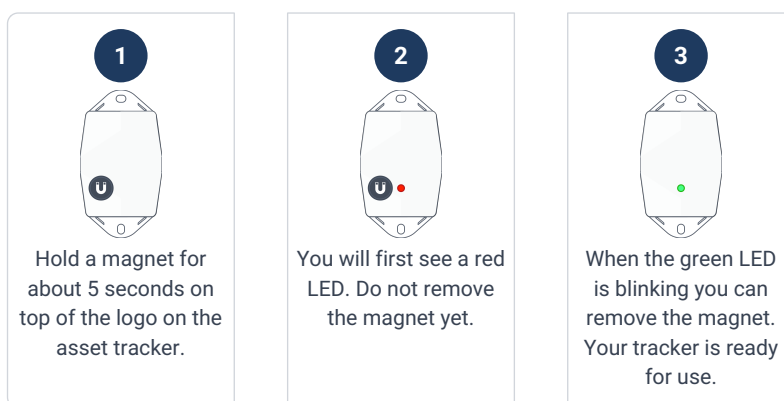 1
Hold a magnet for
about 5 seconds on
top of the logo on the
asset tracker.
2
You will first see a red
LED. Do not remove
the magnet yet.
3
When the green LED
is blinking you can
remove the magnet.
Your tracker is ready
for use.